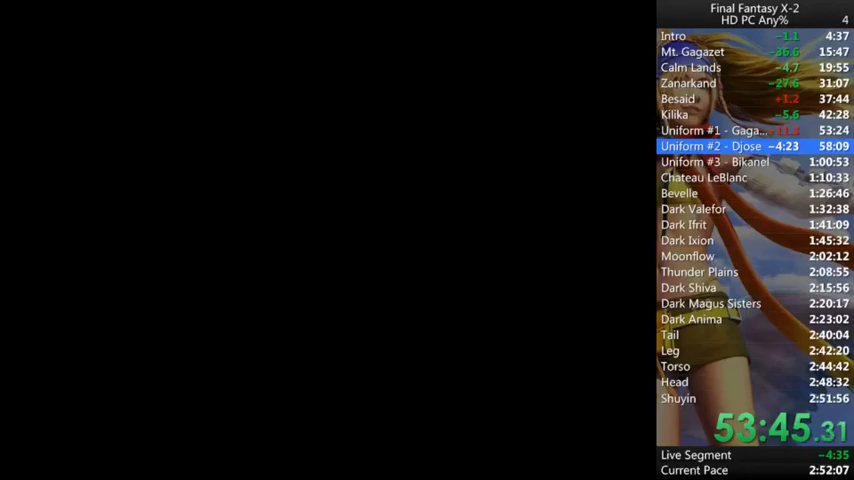 Final Fantasy X-2
HD PC Any% 4
Intro −1.1 4:37
Mt. Gagazet −36.6 15:47
Calm Lands −4.7 19:55
Zanarkand −27.6 31:07
Besaid +1.2 37:44
Kilika −5.6 42:28
Uniform #1 - Gaga... +11.3 53:24
Uniform #2 - Djose −4:23 58:09
Uniform #3 - Bikanel 1:00:53
Chateau LeBlanc 1:10:33
Bevelle 1:26:46
Dark Valefor 1:32:38
Dark Ifrit 1:41:09
Dark Ixion 1:45:32
Moonflow 2:02:12
Thunder Plains 2:08:55
Dark Shiva 2:15:56
Dark Magus Sisters 2:20:17
Dark Anima 2:23:02
Tail 2:40:04
Leg 2:42:20
Torso 2:44:42
Head 2:48:32
Shuyin 2:51:56
53:45.31
Live Segment −4:35
Current Pace 2:52:07